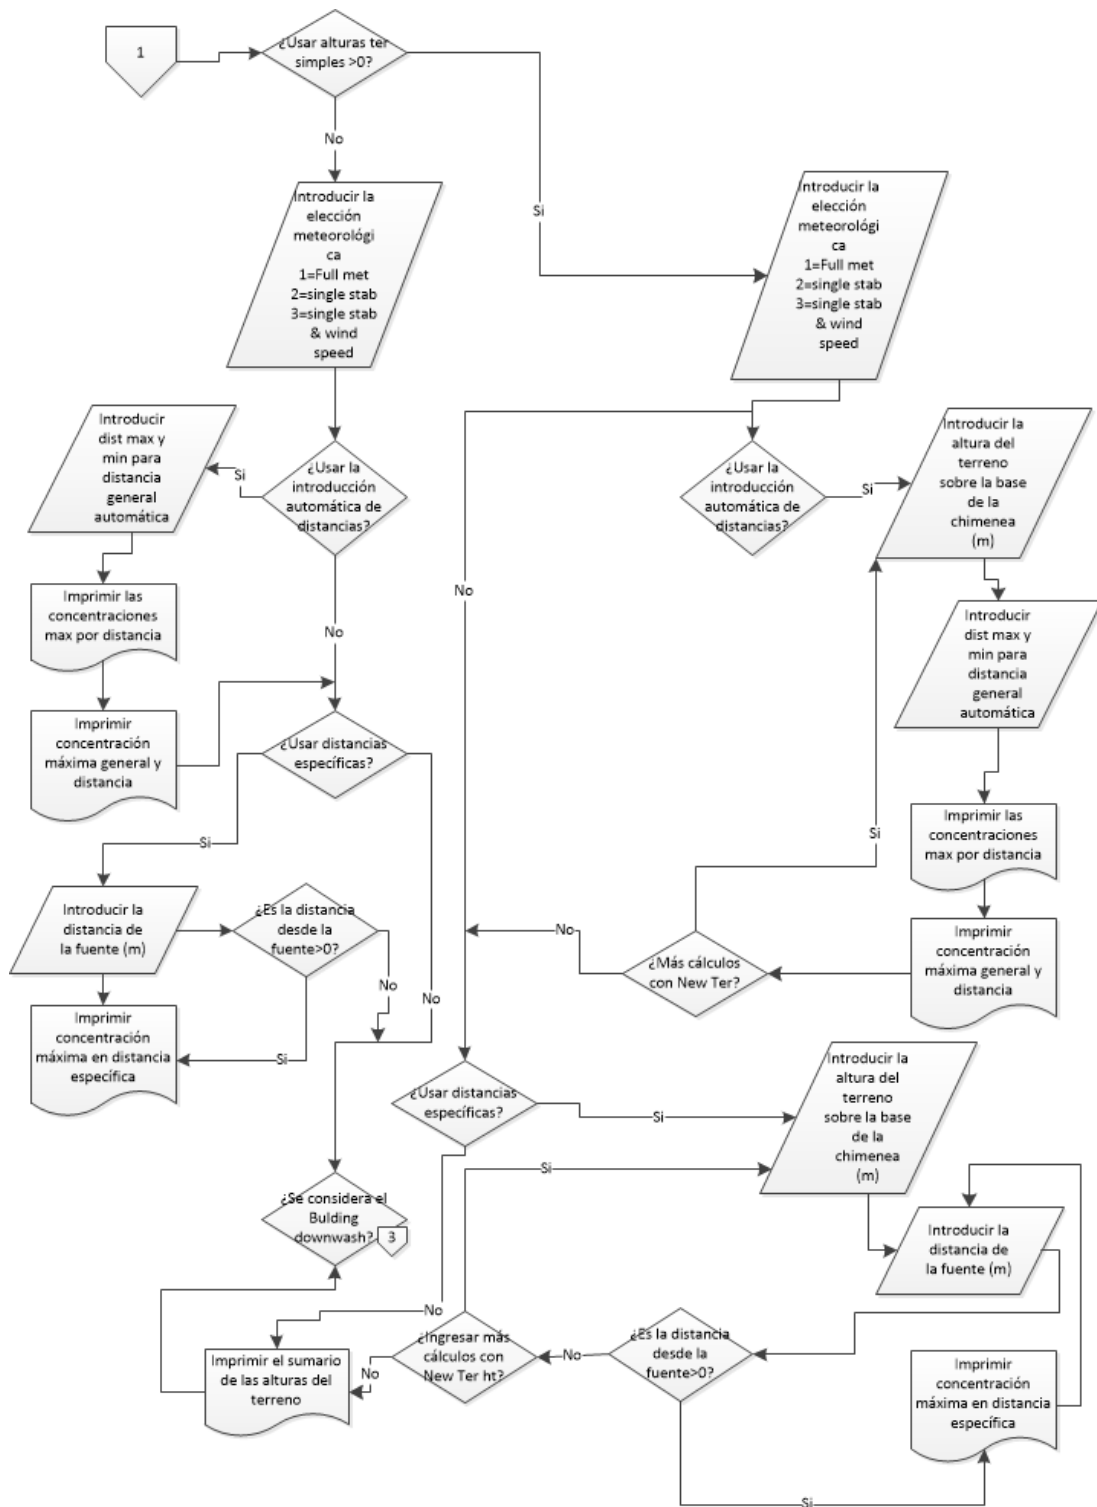 1
¿Usar alturas ter
simples >0?
No
Si
Introducir la
elección
meteorológi
ca
1=Full met
2=single stab
3=single stab
& wind
speed
Introducir la
elección
meteorológi
ca
1=Full met
2=single stab
3=single stab
& wind
speed
Introducir
dist max y
min para
distancia
general
automática
Si
¿Usar la
introducción
automática de
distancias?
¿Usar la
introducción
automática de
distancias?
Si
Introducir la
altura del
terreno
sobre la base
de la
chimenea
(m)
Imprimir las
concentraciones
max por distancia
No
No
Introducir
dist max y
min para
distancia
general
automática
Imprimir
concentración
máxima general y
distancia
¿Usar distancias
específicas?
Si
Si
Imprimir las
concentraciones
max por distancia
Introducir la
distancia de
la fuente (m)
¿Es la distancia
desde la
fuente>0?
No
No
No
¿Más cálculos
con New Ter?
Imprimir
concentración
máxima general y
distancia
Imprimir
concentración
máxima en distancia
específica
Si
¿Usar distancias
específicas?
Si
Introducir la
altura del
terreno
sobre la base
de la
chimenea
(m)
Si
¿Se considera el
Bulding
downwash?
3
Introducir la
distancia de
la fuente (m)
No
Imprimir el sumario
de las alturas del
terreno
No
¿Ingresar más
cálculos con
New Ter ht?
No
¿Es la distancia
desde la
fuente>0?
Imprimir
concentración
máxima en distancia
específica
Si